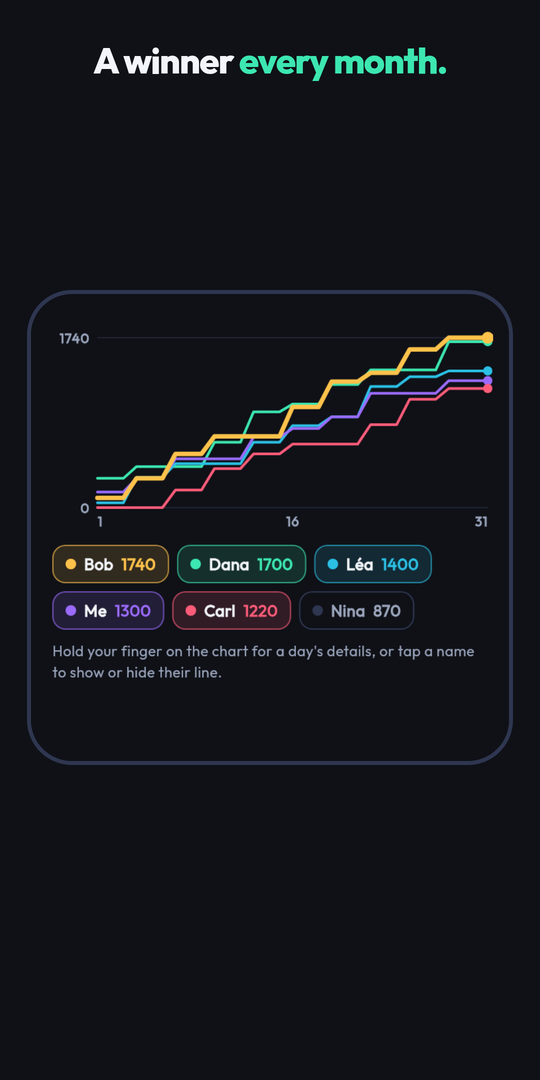 A winner every month.
1740
0
1 16 31
Bob 1740 Dana 1700 Léa 1400
Me 1300 Carl 1220 Nina 870
Hold your finger on the chart for a day's details, or tap a name
to show or hide their line.